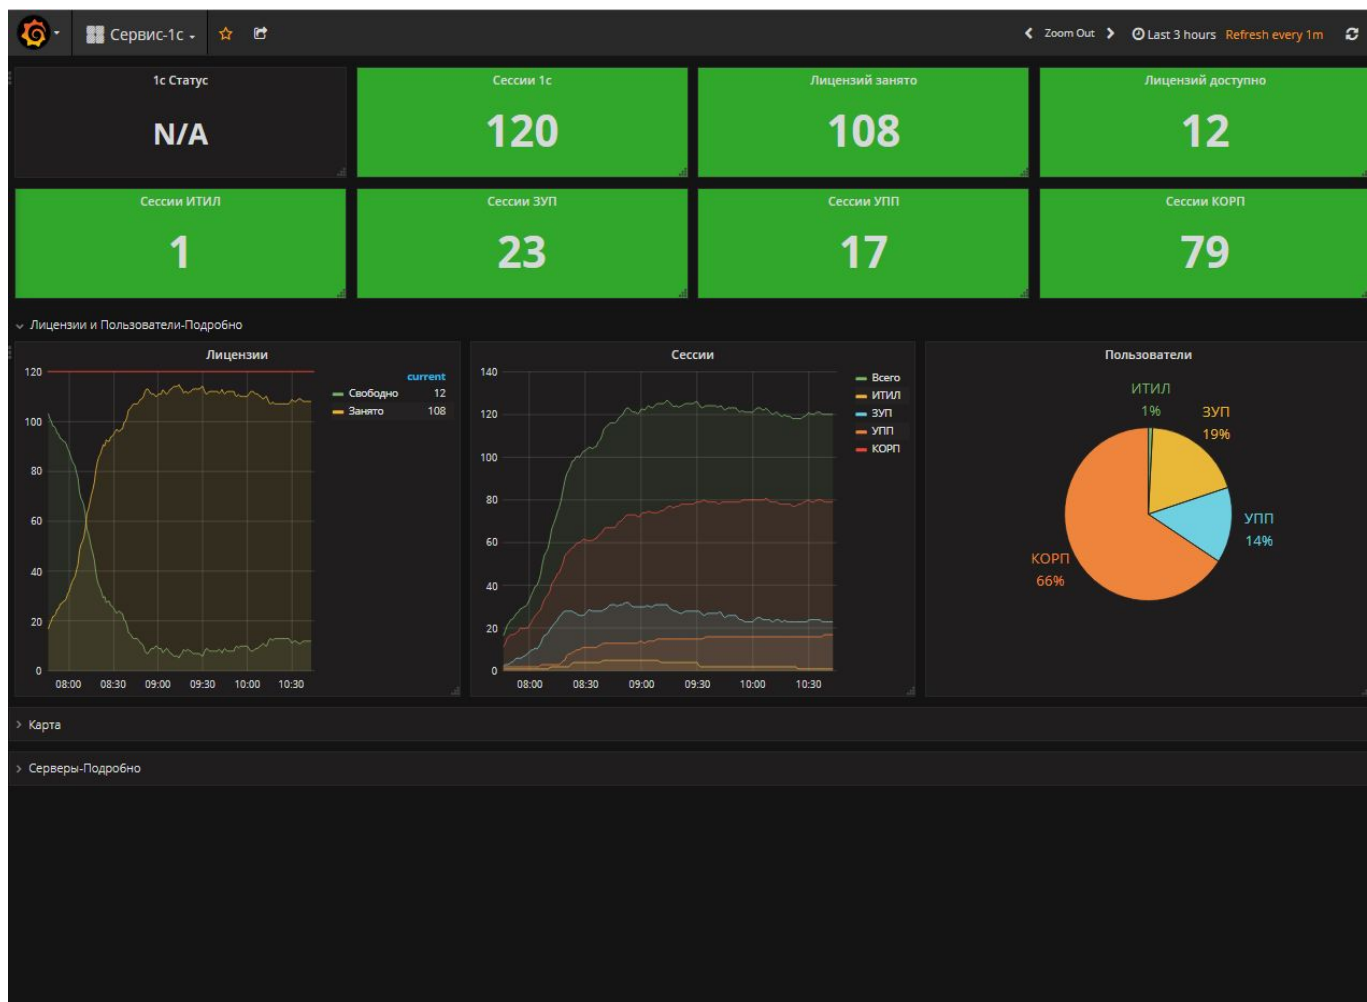 Сервис-1с
Zoom Out
Last 3 hours Refresh every 1m
1с Статус
N/A
Сессии 1с
120
Лицензий занято
108
Лицензий доступно
12
Сессии ИТИЛ
1
Сессии ЗУП
23
Сессии УПП
17
Сессии КОРП
79
Лицензии и Пользователи-Подробно
Лицензии
120
100
80
60
40
20
0
08:00 08:30 09:00 09:30 10:00 10:30
current
Свободно 12
Занято 108
Сессии
140
120
100
80
60
40
20
0
08:00 08:30 09:00 09:30 10:00 10:30
Всего
ИТИЛ
ЗУП
УПП
КОРП
Пользователи
ИТИЛ
1%
ЗУП
19%
УПП
14%
КОРП
66%
Карта
Серверы-Подробно